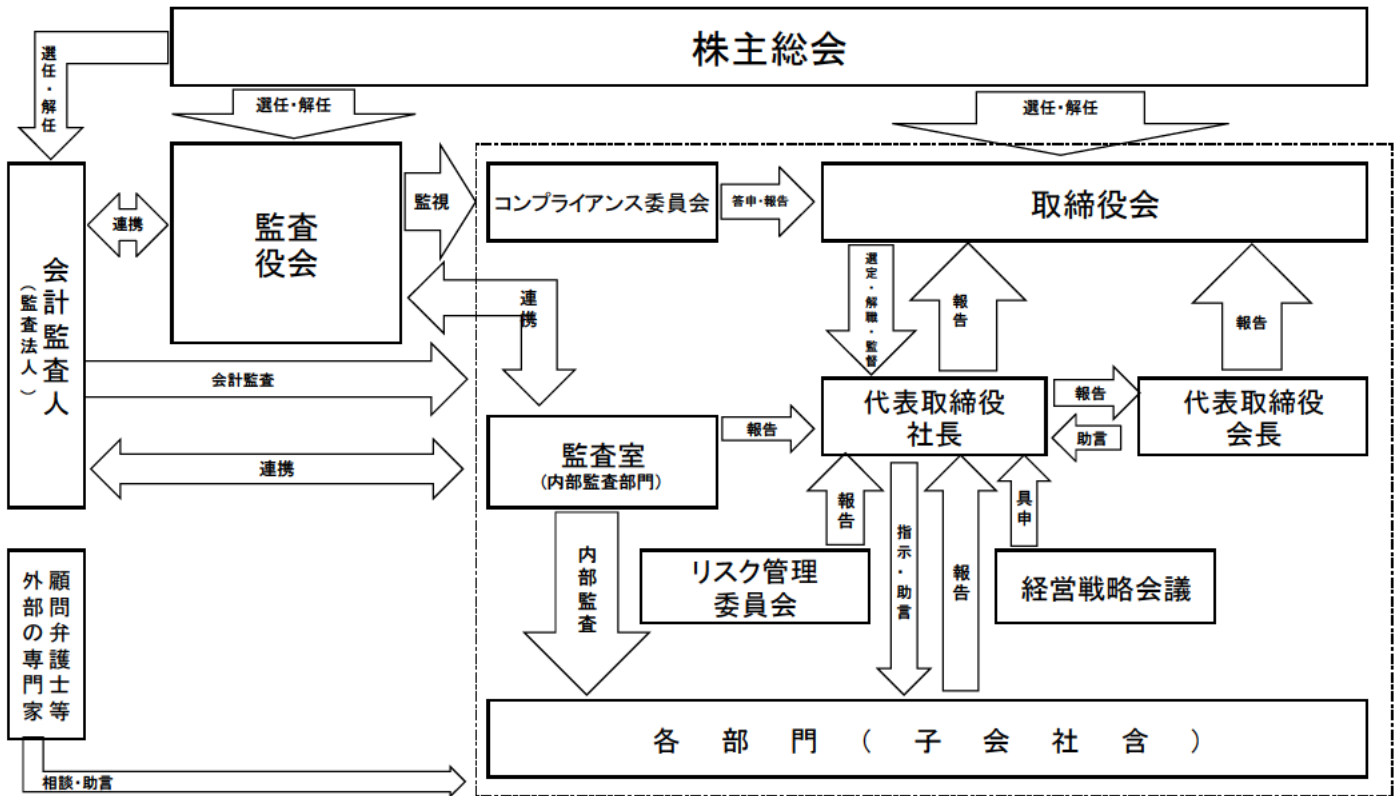 株主総会
選任・解任
選任・解任
選任・解任
監査
役会
監視
コンプライアンス委員会
答申・報告
取締役会
連携
会計監査人
（監査法人）
連携
選定・解職・監督
報告
報告
会計監査
代表取締役
社長
報告
助言
代表取締役
会長
連携
監査室
（内部監査部門）
報告
報告
指示・助言
報告
具申
内部監査
リスク管理
委員会
経営戦略会議
顧問弁護士等
外部の専門家
各部門（子会社含）
相談・助言